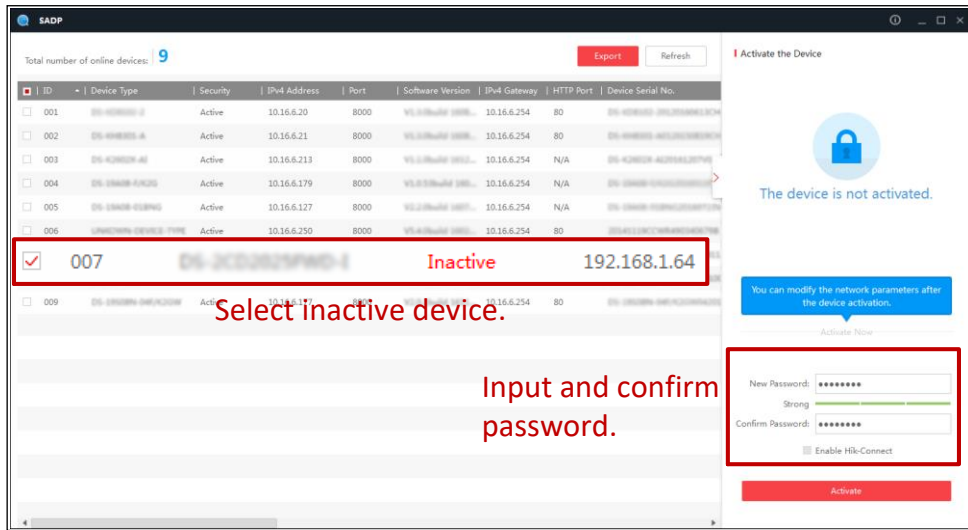 SADP
Total number of online devices: 9
Export Refresh
ID Device Type Security IPv4 Address Port Software Version IPv4 Gateway HTTP Port Device Serial No.
001 Active 10.16.6.20 8000 10.16.6.254 80
002 Active 10.16.6.21 8000 10.16.6.254 80
003 Active 10.16.6.213 8000 10.16.6.254 N/A
004 Active 10.16.6.179 8000 10.16.6.254 N/A
005 Active 10.16.6.127 8000 10.16.6.254 N/A
006 Active 10.16.6.250 8000 10.16.6.254 80
007 Inactive 192.168.1.64
009 10.16.6.254 80
Select inactive device.
Input and confirm
password.
Activate the Device
The device is not activated.
You can modify the network parameters after
the device activation.
Activate Now
New Password: ●●●●●●●●
Strong
Confirm Password: ●●●●●●●●
Enable Hik-Connect
Activate